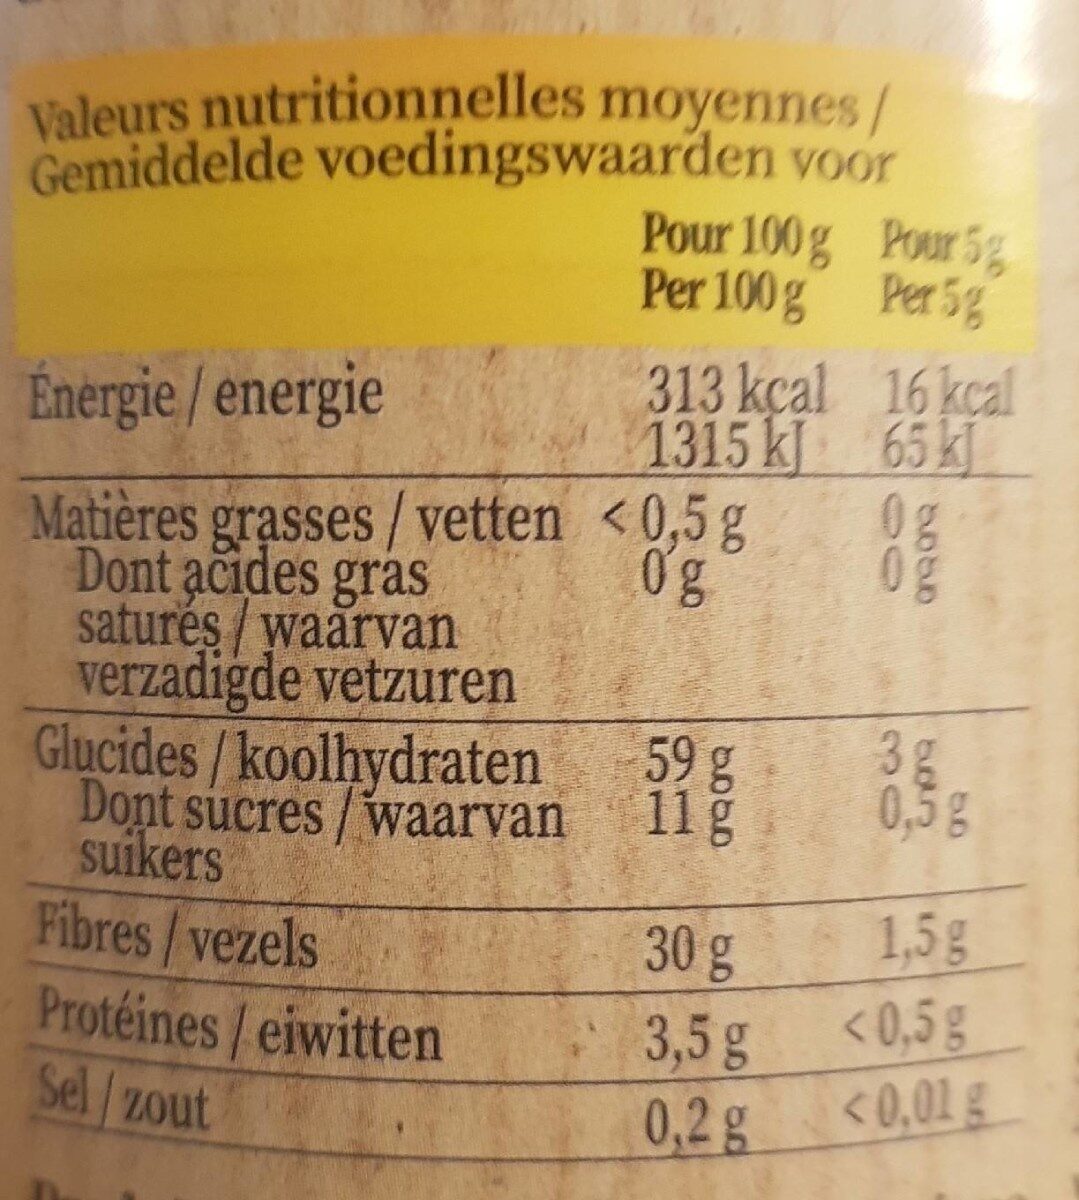 Valeurs nutritionnelles moyennes /
Gemiddelde voedingswaarden voor
Pour 100 g Pour 5 g
Per 100 g Per 5 g
Énergie / energie 313 kcal 16 kcal
1315 kJ 65 kJ
Matières grasses / vetten < 0,5 g 0 g
Dont acides gras 0 g 0 g
saturés / waarvan
verzadigde vetzuren
Glucides / koolhydraten 59 g 3 g
Dont sucres / waarvan 11 g 0,5 g
suikers
Fibres / vezels 30 g 1,5 g
Protéines / eiwitten 3,5 g < 0,5 g
Sel / zout 0,2 g < 0,01 g